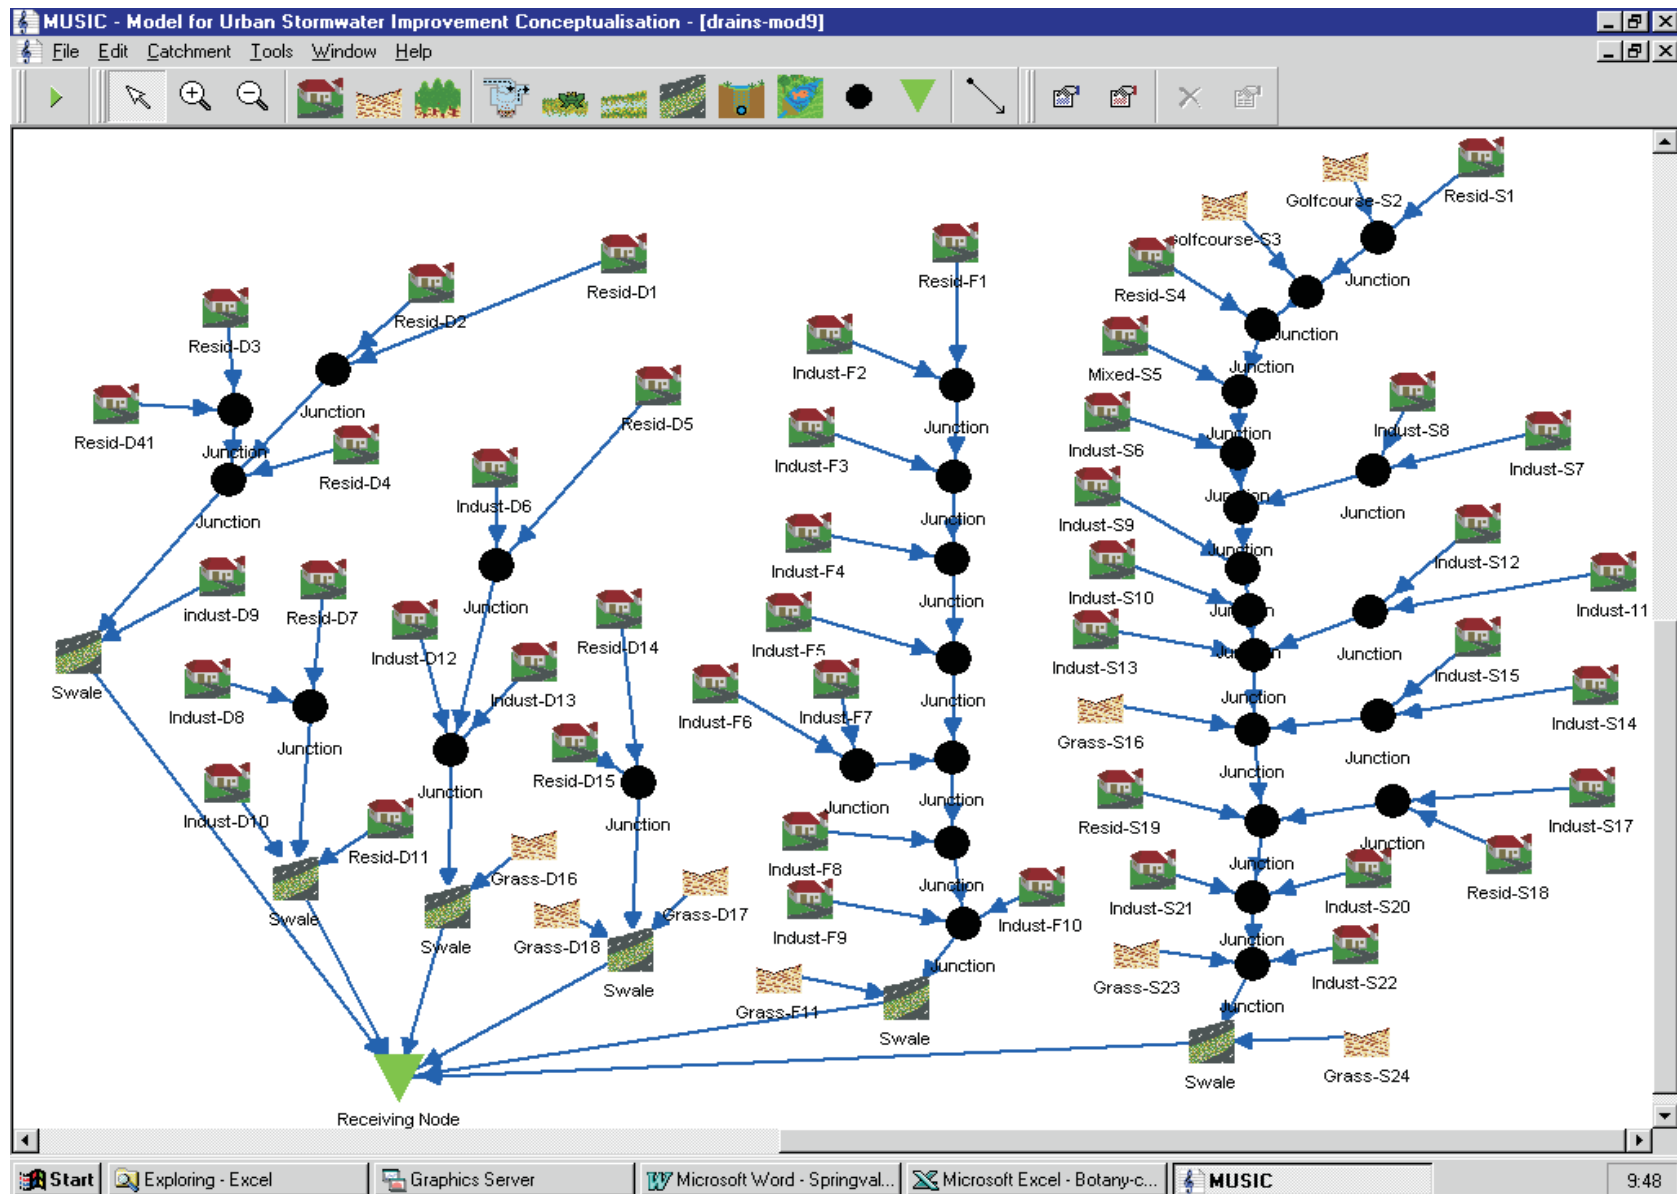 MUSIC - Model for Urban Stormwater Improvement Conceptualisation - [drains-mod9]
File Edit Catchment Tools Window Help
Golfcourse-S2
Resid-S1
Golfcourse-S3
Junction
Resid-D1
Resid-F1
Resid-S4
Resid-D2
Junction
Resid-D3
Indust-F2
Mixed-S5
Junction
Junction
Resid-D41
Junction
Resid-D5
Junction
Indust-S6
Junction
Indust-S8
Junction
Resid-D4
Indust-F3
Indust-S7
Junction
Indust-D6
Junction
Indust-S9
Junction
Junction
Junction
Indust-F4
Indust-S12
Indust-S10
Junction
indust-D9
Resid-D7
Junction
Junction
Indust-11
Indust-D12
Resid-D14
Indust-F5
Indust-S13
Junction
Junction
Indust-S15
Swale
Indust-D8
Indust-D13
Indust-F6
Indust-F7
Junction
Junction
Indust-S14
Junction
Grass-S16
Junction
Resid-D15
Junction
Junction
Junction
Junction
Indust-D10
Junction
Resid-S19
Indust-S17
Resid-D11
Junction
Junction
Grass-D16
Indust-F8
Junction
Resid-S18
Swale
Grass-D17
Indust-S21
Indust-S20
Swale
Grass-D18
Indust-F9
Indust-F10
Junction
Swale
Junction
Grass-S23
Indust-S22
Grass-F11
Junction
Swale
Swale
Grass-S24
Receiving Node
Start Exploring - Excel Graphics Server Microsoft Word - Springval... Microsoft Excel - Botany-c... MUSIC 9:48